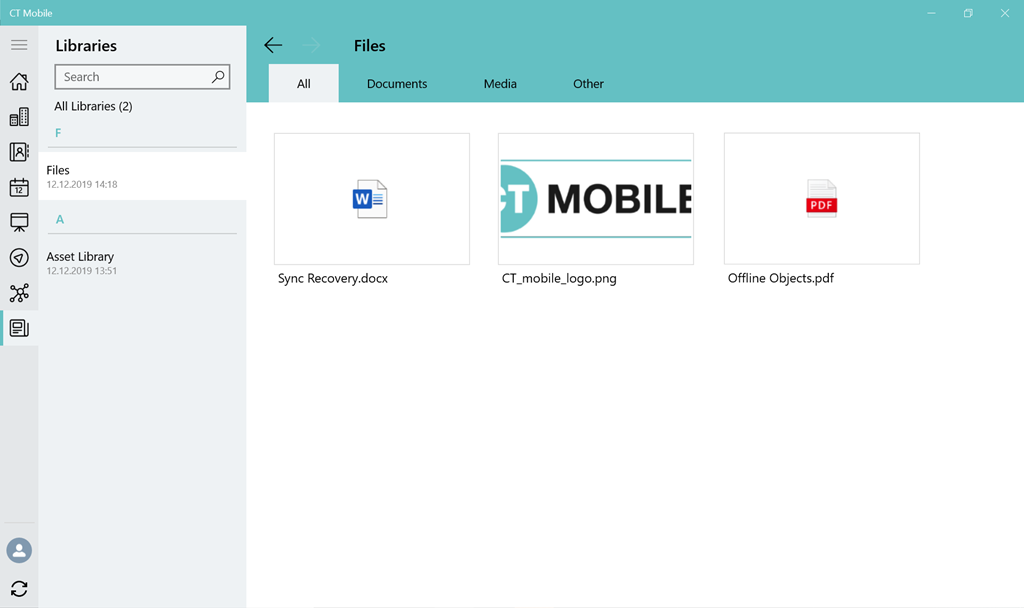 CT Mobile
Libraries
Search
All Libraries (2)
F
Files
12.12.2019 14:18
A
Asset Library
12.12.2019 13:51
12
Files
All
Documents
Media
Other
W
CT MOBILE
PDF
Sync Recovery.docx
CT_mobile_logo.png
Offline Objects.pdf